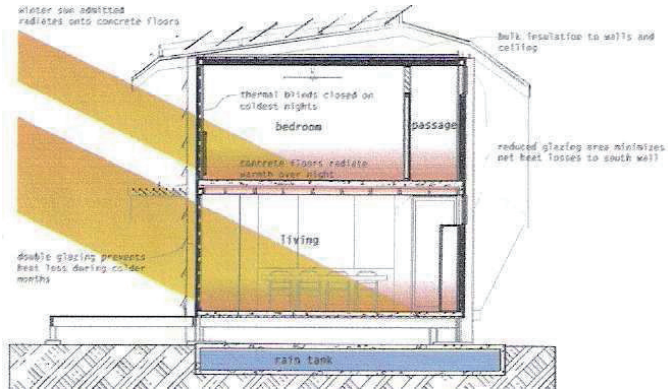 winter sun admitted
radiates onto concrete floors
bulk insulation to walls and
ceiling
thermal blinds closed on
coldest nights
bedroom
passage
reduced glazing area minimizes
net heat losses to south wall
concrete floors radiate
warmth over night
living
double glazing prevents
heat loss during colder
months
rain tank